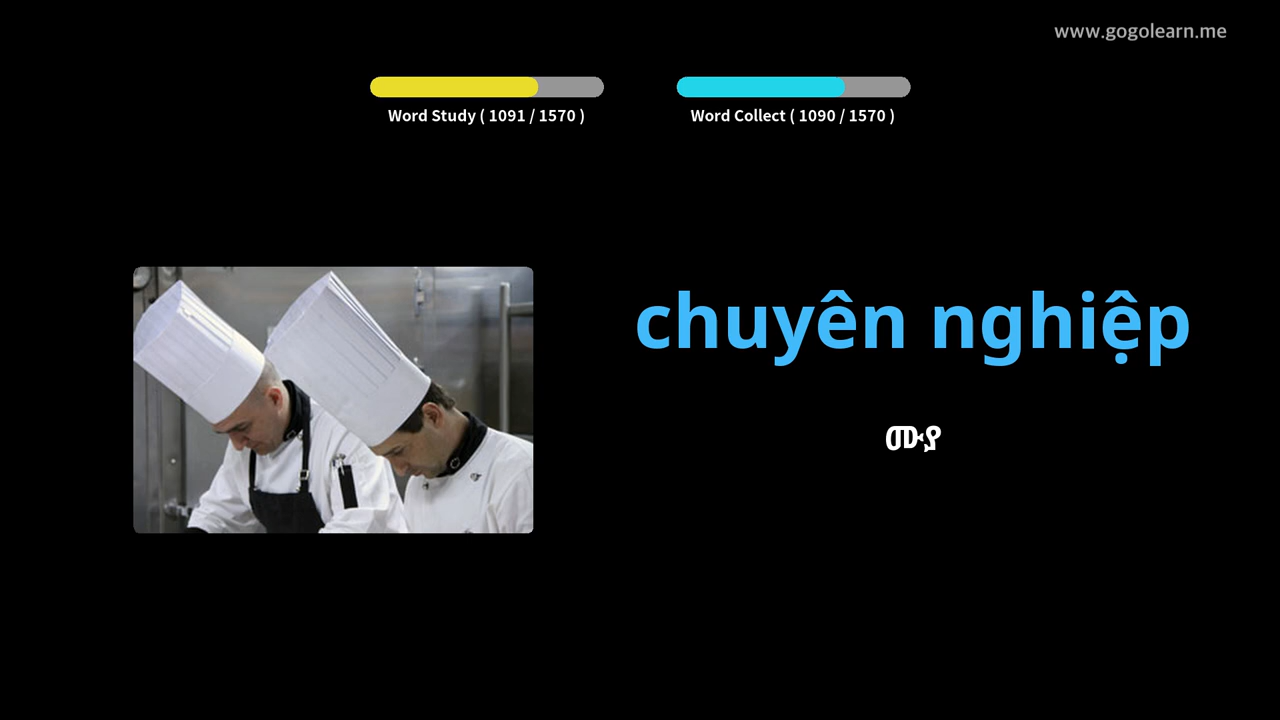 www.gogolearn.me
Word Study ( 1091 / 1570 )
Word Collect ( 1090 / 1570 )
chuyên nghiệp
ሙያ